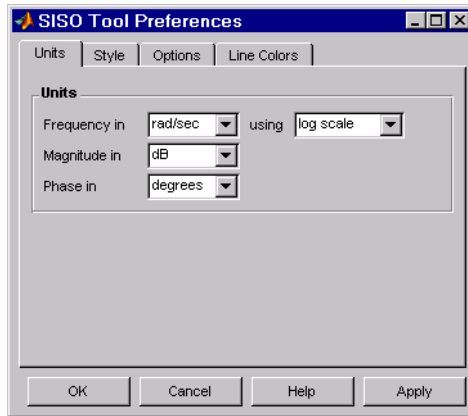 SISO Tool Preferences
Units Style Options Line Colors
Units
Frequency in rad/sec using log scale
Magnitude in dB
Phase in degrees
OK Cancel Help Apply